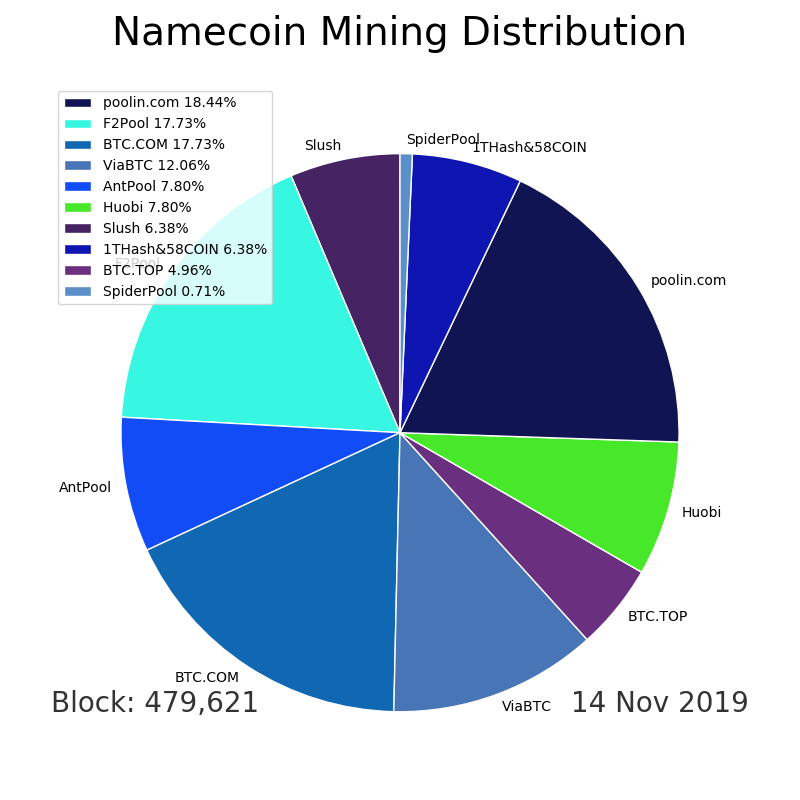 Namecoin Mining Distribution
poolin.com 18.44%
F2Pool 17.73%
BTC.COM 17.73%
ViaBTC 12.06%
AntPool 7.80%
Huobi 7.80%
Slush 6.38%
1THash&58COIN 6.38%
BTC.TOP 4.96%
SpiderPool 0.71%
Slush
SpiderPool
1THash&58COIN
F2Pool
poolin.com
AntPool
Huobi
BTC.TOP
BTC.COM
ViaBTC
Block: 479,621
14 Nov 2019